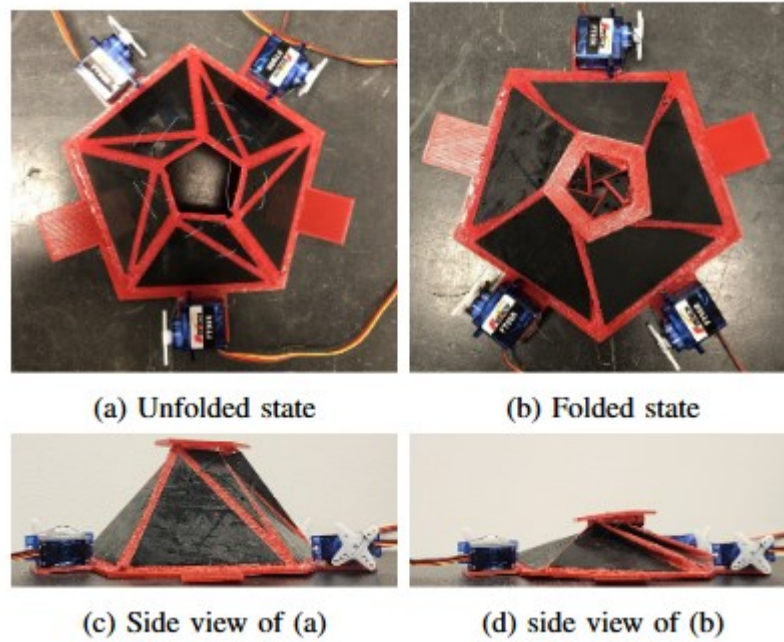 (a) Unfolded state
(b) Folded state
(c) Side view of (a)
(d) side view of (b)